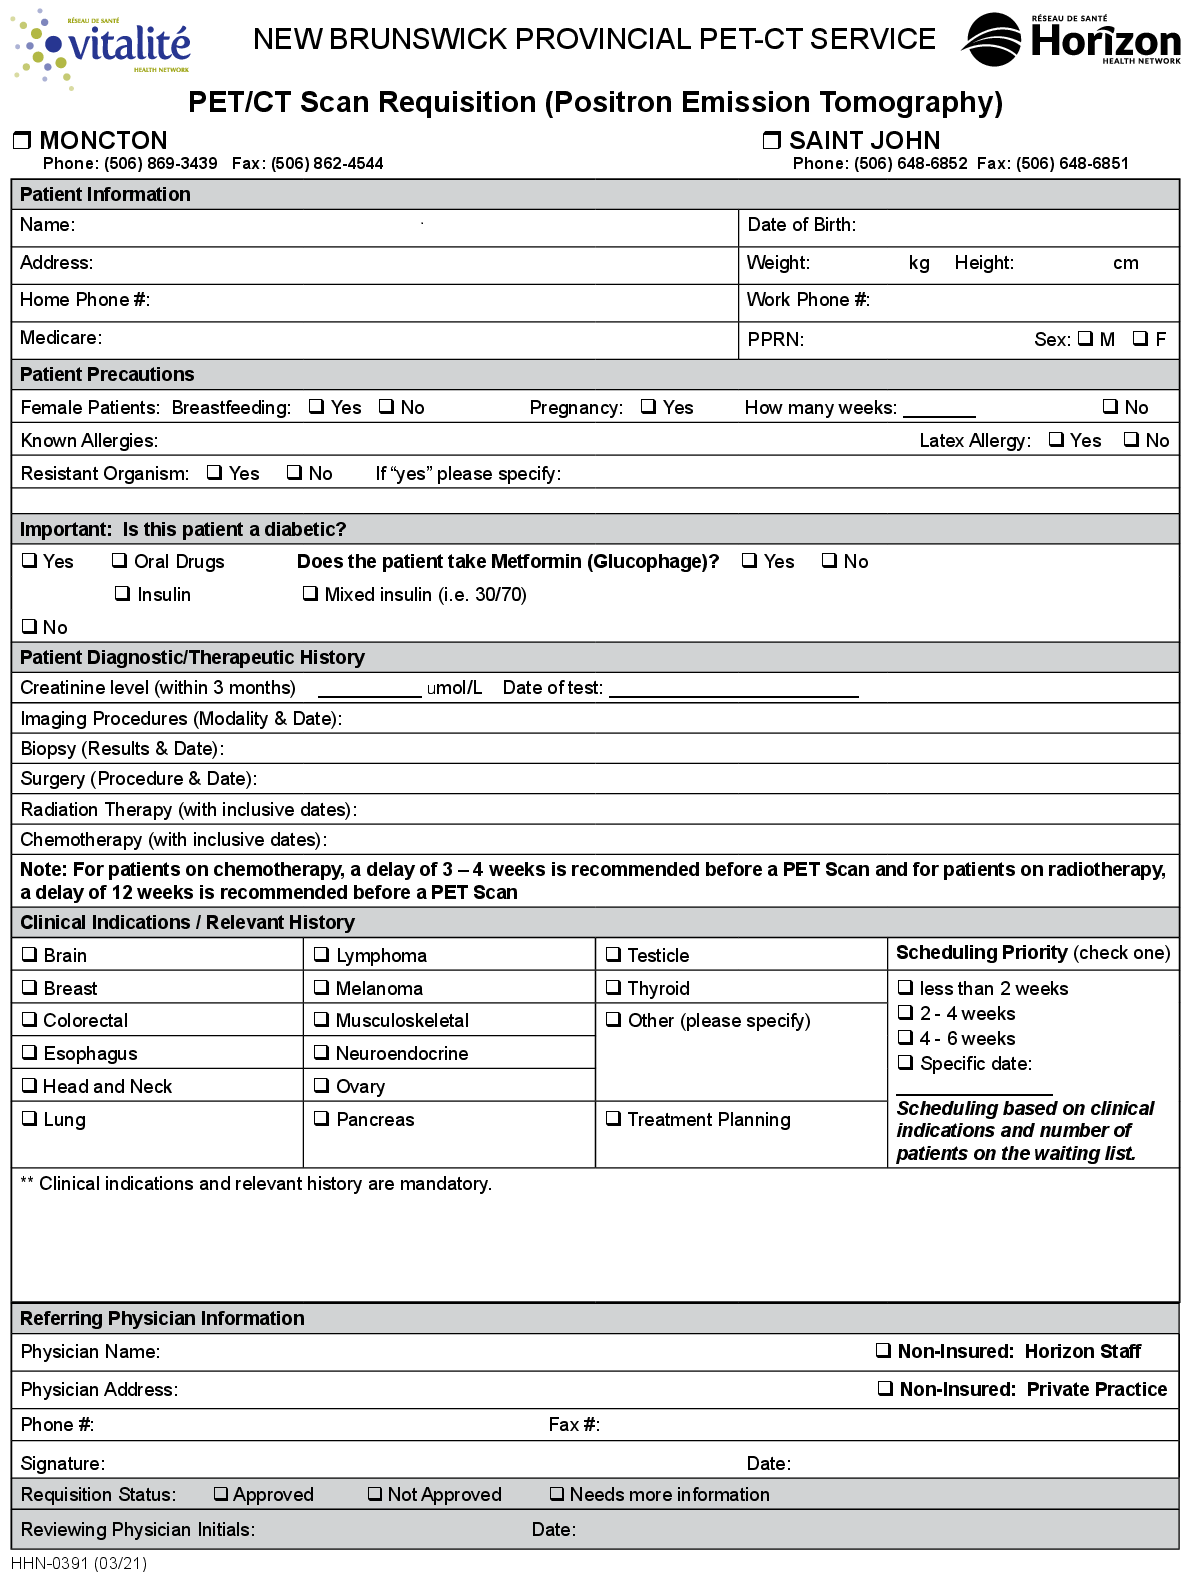 RÉSEAU DE SANTÉ
vitalité
HEALTH NETWORK
NEW BRUNSWICK PROVINCIAL PET-CT SERVICE
RÉSEAU DE SANTÉ
Horizon
HEALTH NETWORK
PET/CT Scan Requisition (Positron Emission Tomography)
❒ MONCTON ❒ SAINT JOHN
Phone: (506) 869-3439 Fax: (506) 862-4544 Phone: (506) 648-6852 Fax: (506) 648-6851
Patient Information
Name: Date of Birth:
Address: Weight: kg Height: cm
Home Phone #: Work Phone #:
Medicare: PPRN: Sex: ❑ M ❑ F
Patient Precautions
Female Patients: Breastfeeding: ❑ Yes ❑ No Pregnancy: ❑ Yes How many weeks: _______ ❑ No
Known Allergies: Latex Allergy: ❑ Yes ❑ No
Resistant Organism: ❑ Yes ❑ No If “yes” please specify:
Important: Is this patient a diabetic?
❑ Yes ❑ Oral Drugs Does the patient take Metformin (Glucophage)? ❑ Yes ❑ No
❑ Insulin ❑ Mixed insulin (i.e. 30/70)
❑ No
Patient Diagnostic/Therapeutic History
Creatinine level (within 3 months) __________ umol/L Date of test: ________________________
Imaging Procedures (Modality & Date):
Biopsy (Results & Date):
Surgery (Procedure & Date):
Radiation Therapy (with inclusive dates):
Chemotherapy (with inclusive dates):
Note: For patients on chemotherapy, a delay of 3 – 4 weeks is recommended before a PET Scan and for patients on radiotherapy,
a delay of 12 weeks is recommended before a PET Scan
Clinical Indications / Relevant History
❑ Brain ❑ Lymphoma ❑ Testicle Scheduling Priority (check one)
❑ Breast ❑ Melanoma ❑ Thyroid ❑ less than 2 weeks
❑ Colorectal ❑ Musculoskeletal ❑ Other (please specify) ❑ 2 - 4 weeks
❑ Esophagus ❑ Neuroendocrine ❑ 4 - 6 weeks
❑ Head and Neck ❑ Ovary ❑ Specific date:
_______________
❑ Lung ❑ Pancreas ❑ Treatment Planning Scheduling based on clinical
indications and number of
patients on the waiting list.
** Clinical indications and relevant history are mandatory.
Referring Physician Information
Physician Name: ❑ Non-Insured: Horizon Staff
Physician Address: ❑ Non-Insured: Private Practice
Phone #: Fax #:
Signature: Date:
Requisition Status: ❑ Approved ❑ Not Approved ❑ Needs more information
Reviewing Physician Initials: Date:
HHN-0391 (03/21)